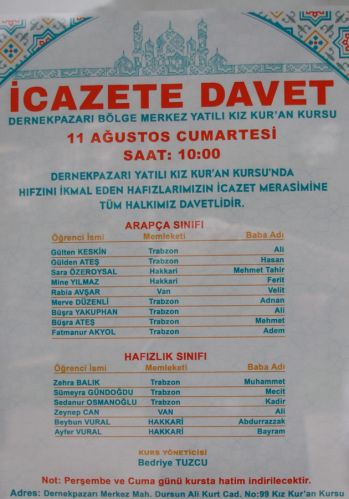 İCAZETE DAVET
DERNEKPAZARI BÖLGE MERKEZ YATILI KIZ KUR'AN KURSU
11 AĞUSTOS CUMARTESİ
SAAT: 10:00
DERNEKPAZARI YATILI KIZ KUR'AN KURSU'NDA
HIFZINI İKMAL EDEN HAFIZLARIMIZIN İCAZET MERASİMİNE
TÜM HALKIMIZ DAVETLİDİR.
ARAPÇA SINIFI
Öğrenci İsmi Memleketi Baba Adı
Gülten KESKİN Trabzon Ali
Gülden ATEŞ Trabzon Hasan
Sara ÖZEROYSAL Hakkari Mehmet Tahir
Mine YILMAZ Hakkari Ferit
Rabia AVŞAR Van Velit
Merve DÜZENLİ Trabzon Adnan
Büşra YAKUPHAN Trabzon Ali
Büşra ATEŞ Trabzon Mehmet
Fatmanur AKYOL Trabzon Adem
HAFIZLIK SINIFI
Öğrenci İsmi Memleketi Baba Adı
Zehra BALIK Trabzon Muhammet
Sümeyra GÜNDOĞDU Trabzon Mecit
Sedanur OSMANOĞLU Trabzon Kadir
Zeynep CAN VAN Ali
Beybun VURAL HAKKARİ Abdurrazzak
Ayfer VURAL HAKKARİ Bayram
KURS YÖNETİCİSİ
Bedriye TUZCU
Not: Perşembe ve Cuma günü kursta hatim indirilecektir.
Adres: Dernekpazarı Merkez Mah. Dursun Ali Kurt Cad. No:99 Kız Kur'an Kursu